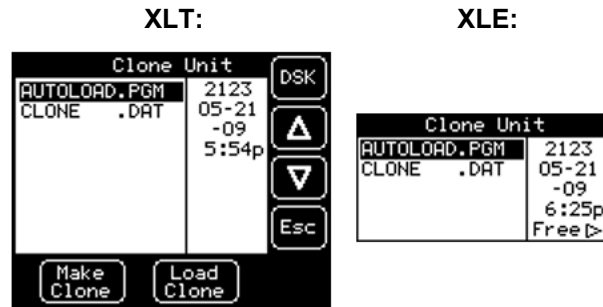 XLT:
XLE:
Clone Unit
DSK
AUTOLOAD.PGM 2123
CLONE .DAT 05-21
-09
5:54p
Esc
Make Clone
Load Clone
Clone Unit
AUTOLOAD.PGM 2123
CLONE .DAT 05-21
-09
6:25p
Free